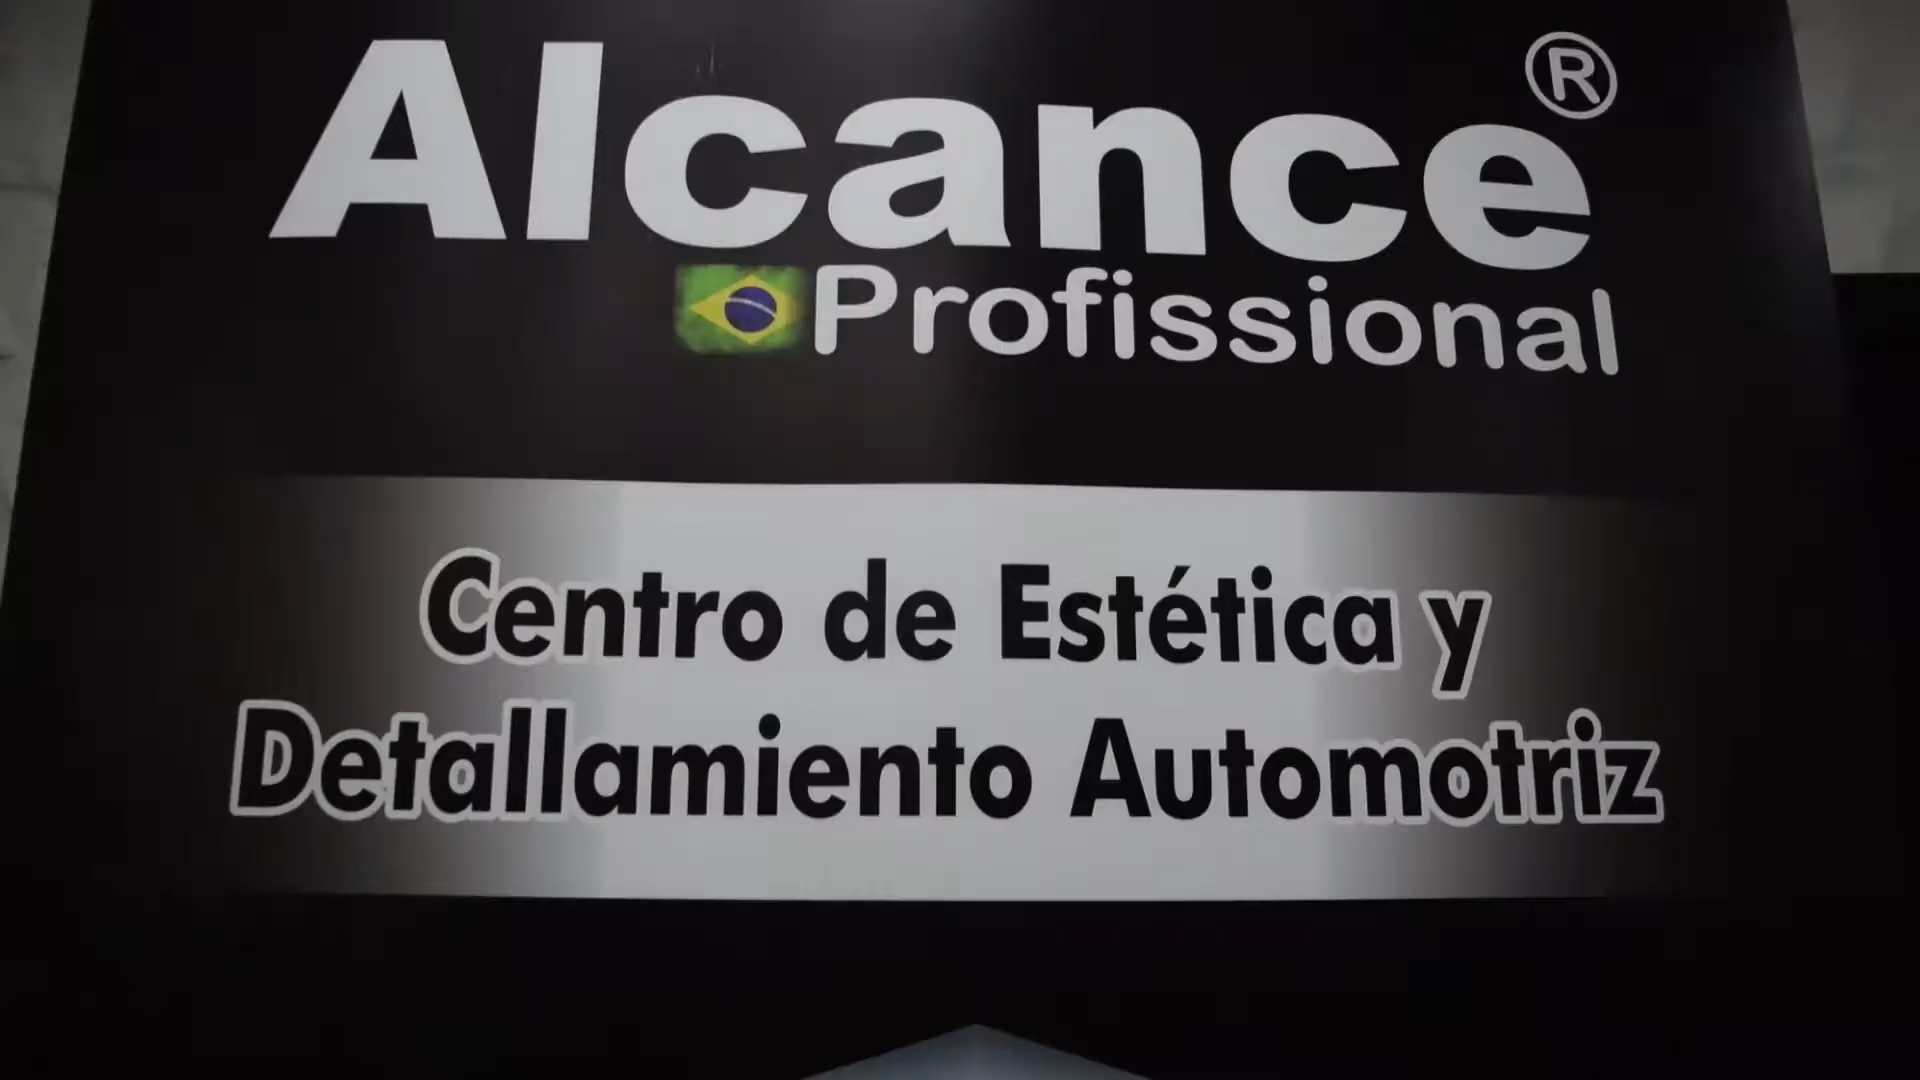 Alcance®
Profissional
Centro de Estética y
Detallamiento Automotriz